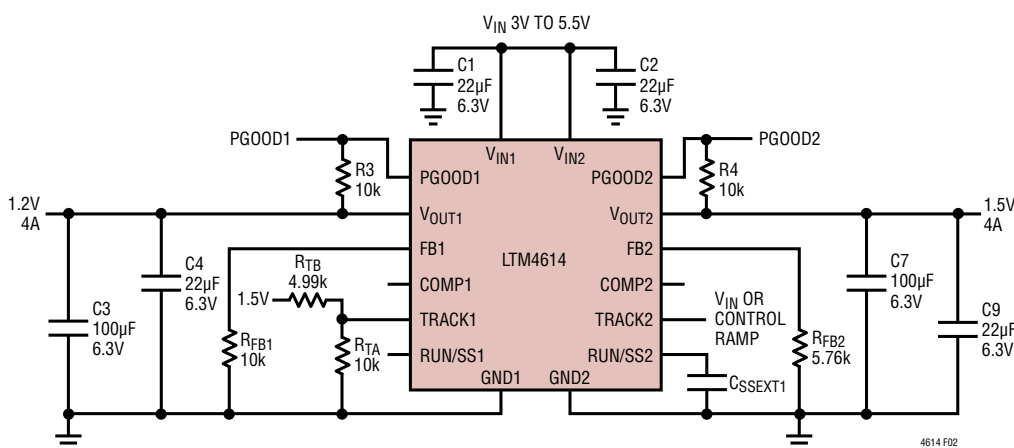 VIN 3V TO 5.5V
C1
22µF
6.3V
C2
22µF
6.3V
PGOOD1
PGOOD2
R3
10k
R4
10k
VIN1
VIN2
PGOOD1
PGOOD2
1.2V
4A
VOUT1
VOUT2
1.5V
4A
FB1
FB2
LTM4614
C4
22µF
6.3V
RTB
4.99k
1.5V
COMP1
COMP2
C7
100µF
6.3V
C3
100µF
6.3V
TRACK1
TRACK2
VIN OR
CONTROL
RAMP
C9
22µF
6.3V
RFB1
10k
RTA
10k
RUN/SS1
RUN/SS2
RFB2
5.76k
GND1
GND2
CSSEXT1
4614 F02